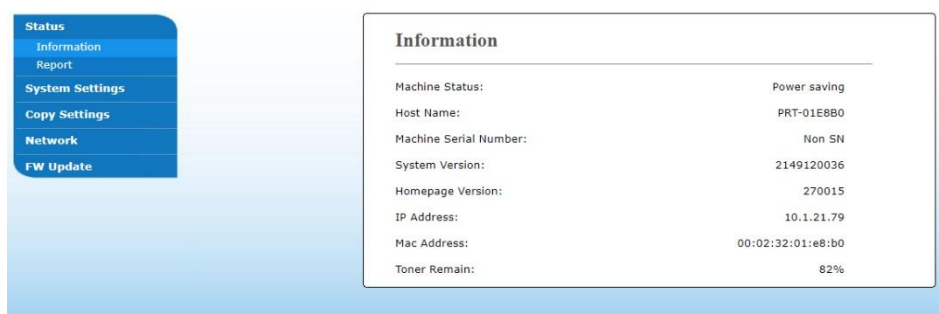 Status
Information
Report
System Settings
Copy Settings
Network
FW Update
Information
Machine Status: Power saving
Host Name: PRT-01E8B0
Machine Serial Number: Non SN
System Version: 2149120036
Homepage Version: 270015
IP Address: 10.1.21.79
Mac Address: 00:02:32:01:e8:b0
Toner Remain: 82%